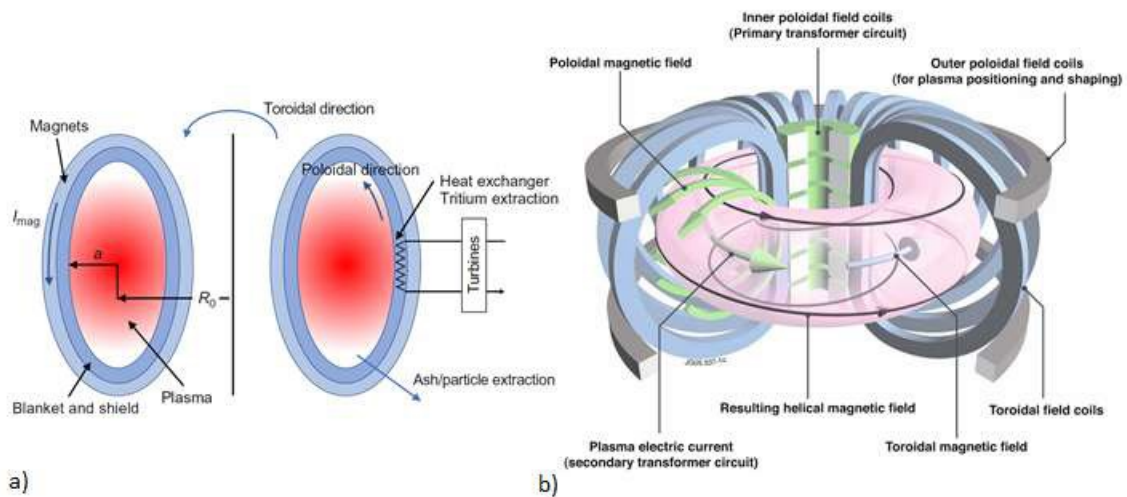 Toroidal direction
Magnets
Poloidal direction
Heat exchanger
Tritium extraction
Imag
a
Turbines
R0
Ash/particle extraction
Plasma
Blanket and shield
a)
Inner poloidal field coils
(Primary transformer circuit)
Poloidal magnetic field
Outer poloidal field coils
(for plasma positioning and shaping)
Resulting helical magnetic field
Toroidal field coils
Plasma electric current
(secondary transformer circuit)
Toroidal magnetic field
b)